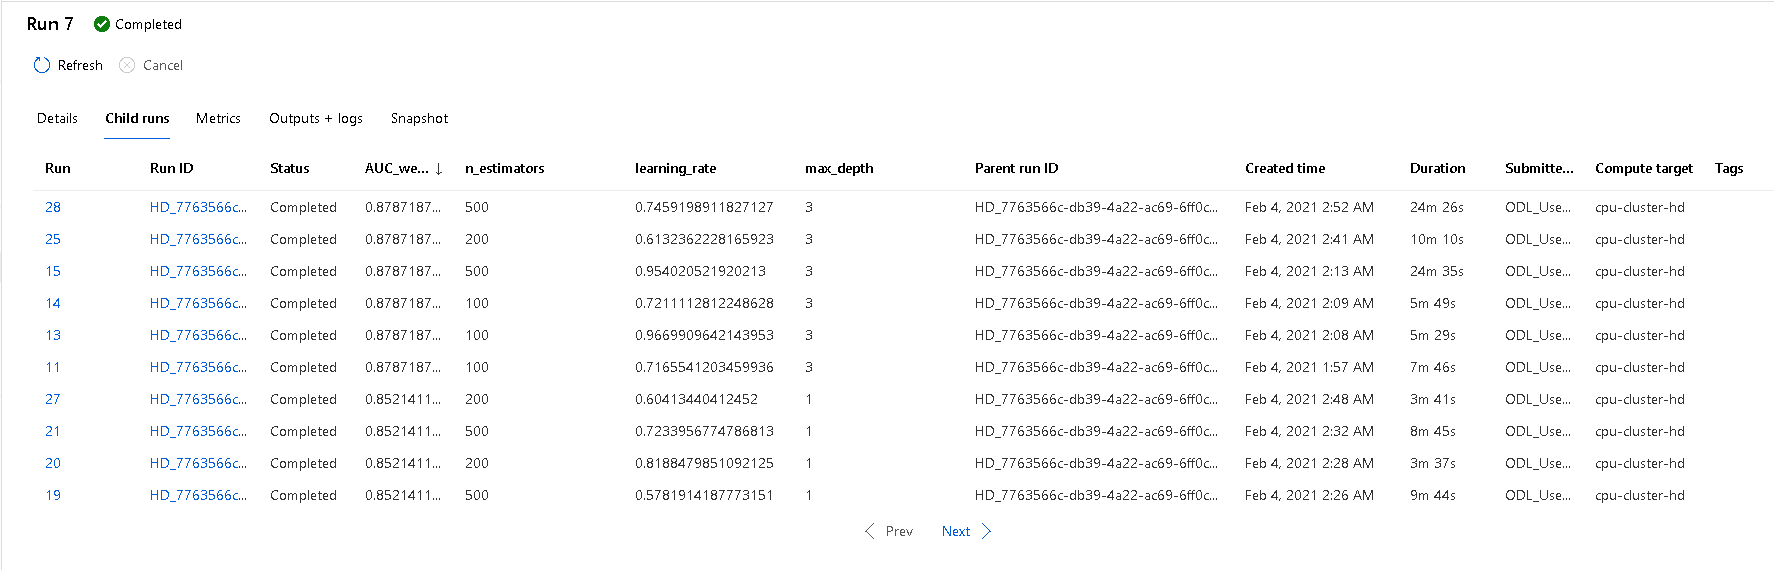 Run 7 Completed
Refresh Cancel
Details Child runs Metrics Outputs + logs Snapshot
Run Run ID Status AUC_we... ↓ n_estimators learning_rate max_depth Parent run ID Created time Duration Submitte... Compute target Tags
28 HD_7763566c... Completed 0.8787187... 500 0.7459198911827127 3 HD_7763566c-db39-4a22-ac69-6ff0c... Feb 4, 2021 2:52 AM 24m 26s ODL_Use... cpu-cluster-hd
25 HD_7763566c... Completed 0.8787187... 200 0.6132362228165923 3 HD_7763566c-db39-4a22-ac69-6ff0c... Feb 4, 2021 2:41 AM 10m 10s ODL_Use... cpu-cluster-hd
15 HD_7763566c... Completed 0.8787187... 500 0.954020521920213 3 HD_7763566c-db39-4a22-ac69-6ff0c... Feb 4, 2021 2:13 AM 24m 35s ODL_Use... cpu-cluster-hd
14 HD_7763566c... Completed 0.8787187... 100 0.7211112812248628 3 HD_7763566c-db39-4a22-ac69-6ff0c... Feb 4, 2021 2:09 AM 5m 49s ODL_Use... cpu-cluster-hd
13 HD_7763566c... Completed 0.8787187... 100 0.9669909642143953 3 HD_7763566c-db39-4a22-ac69-6ff0c... Feb 4, 2021 2:08 AM 5m 29s ODL_Use... cpu-cluster-hd
11 HD_7763566c... Completed 0.8787187... 100 0.7165541203459936 3 HD_7763566c-db39-4a22-ac69-6ff0c... Feb 4, 2021 1:57 AM 7m 46s ODL_Use... cpu-cluster-hd
27 HD_7763566c... Completed 0.8521411... 200 0.60413440412452 1 HD_7763566c-db39-4a22-ac69-6ff0c... Feb 4, 2021 2:48 AM 3m 41s ODL_Use... cpu-cluster-hd
21 HD_7763566c... Completed 0.8521411... 500 0.7233956774786813 1 HD_7763566c-db39-4a22-ac69-6ff0c... Feb 4, 2021 2:32 AM 8m 45s ODL_Use... cpu-cluster-hd
20 HD_7763566c... Completed 0.8521411... 200 0.8188479851092125 1 HD_7763566c-db39-4a22-ac69-6ff0c... Feb 4, 2021 2:28 AM 3m 37s ODL_Use... cpu-cluster-hd
19 HD_7763566c... Completed 0.8521411... 500 0.5781914187773151 1 HD_7763566c-db39-4a22-ac69-6ff0c... Feb 4, 2021 2:26 AM 9m 44s ODL_Use... cpu-cluster-hd
Prev Next